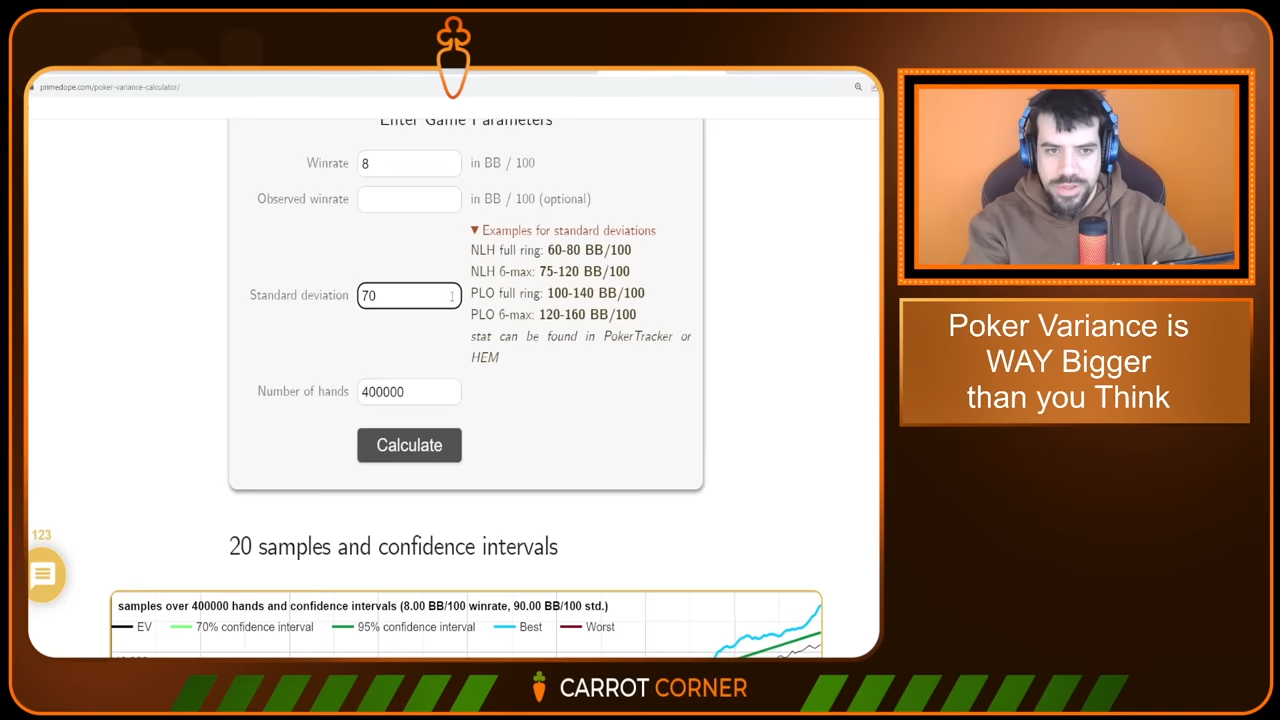 primedope.com/poker-variance-calculator/
Enter Game Parameters
Winrate 8 in BB / 100
Observed winrate in BB / 100 (optional)
▼ Examples for standard deviations
NLH full ring: 60-80 BB/100
NLH 6-max: 75-120 BB/100
Standard deviation 70 PLO full ring: 100-140 BB/100
PLO 6-max: 120-160 BB/100
stat can be found in PokerTracker or
HEM
Number of hands 400000
Calculate
123
20 samples and confidence intervals
samples over 400000 hands and confidence intervals (8.00 BB/100 winrate, 90.00 BB/100 std.)
EV 70% confidence interval 95% confidence interval Best Worst
Poker Variance is
WAY Bigger
than you Think
CARROT CORNER